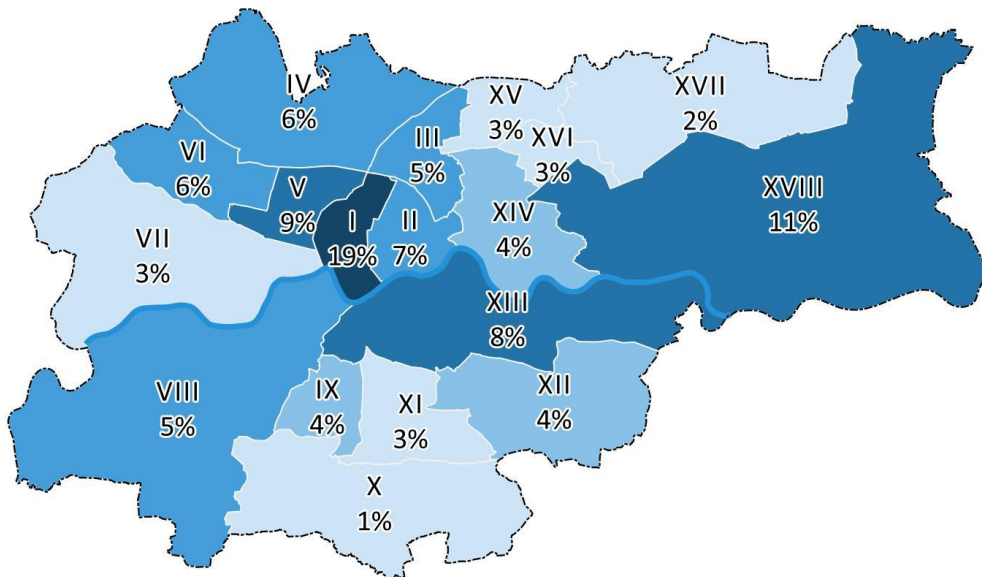 IV
6%
XV
3%
XVII
2%
III
5%
XVI
3%
VI
6%
V
9%
I
19%
II
7%
XIV
4%
XVIII
11%
VII
3%
XIII
8%
VIII
5%
IX
4%
XI
3%
XII
4%
X
1%